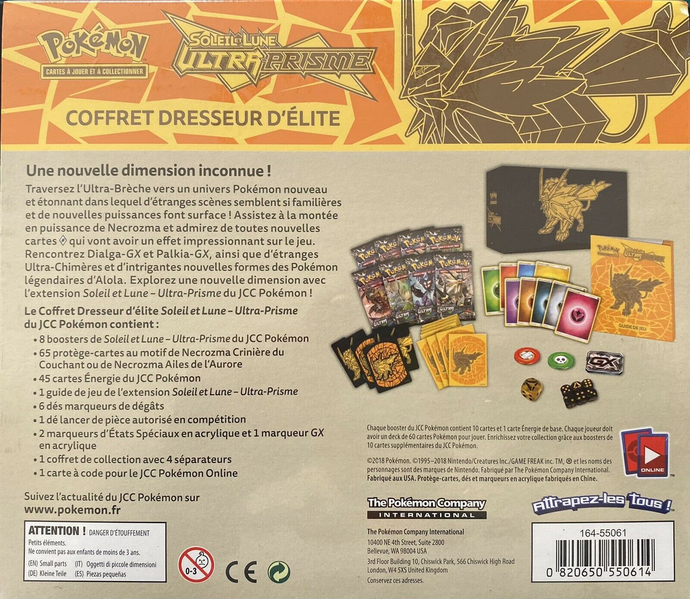 POKÉMON
CARTES À JOUER ET À COLLECTIONNER
SOLEIL ET LUNE
ULTRA PRISME
COFFRET DRESSEUR D'ÉLITE
Une nouvelle dimension inconnue !
Traversez l'Ultra-Brèche vers un univers Pokémon nouveau
et étonnant dans lequel d'étranges scènes semblent si familières
et de nouvelles puissances font surface ! Assistez à la montée
en puissance de Necrozma et admirez de toutes nouvelles
cartes qui vont avoir un effet impressionnant sur le jeu.
Rencontrez Dialga-GX et Palkia-GX, ainsi que d'étranges
Ultra-Chimères et d'intrigantes nouvelles formes des Pokémon
légendaires d'Alola. Explorez une nouvelle dimension avec
l'extension Soleil et Lune – Ultra-Prisme du JCC Pokémon !
Le Coffret Dresseur d'élite Soleil et Lune – Ultra-Prisme
du JCC Pokémon contient :
• 8 boosters de Soleil et Lune – Ultra-Prisme du JCC Pokémon
• 65 protège-cartes au motif de Necrozma Crinière du
Couchant ou de Necrozma Ailes de l'Aurore
• 45 cartes Énergie du JCC Pokémon
• 1 guide de jeu de l'extension Soleil et Lune – Ultra-Prisme
• 6 dés marqueurs de dégâts
• 1 dé de lancer de pièce autorisé en compétition
• 2 marqueurs d'États Spéciaux en acrylique et 1 marqueur GX
en acrylique
• 1 coffret de collection avec 4 séparateurs
• 1 carte à code pour le JCC Pokémon Online
Suivez l'actualité du JCC Pokémon sur
www.pokemon.fr
ATTENTION ! DANGER D'ÉTOUFFEMENT
Petits éléments.
Ne convient pas aux enfants de moins de 3 ans.
(EN) Small parts (IT) Oggetti di piccole dimensioni
(DE) Kleine Teile (ES) Piezas pequeñas
0-3
CE
GUIDE DE JEU
GX
Chaque booster du JCC Pokémon contient 10 cartes et 1 carte Énergie de base. Chaque joueur doit
avoir un deck de 60 cartes Pokémon pour jouer. Enrichissez votre collection grâce aux boosters de 10 cartes
supplémentaires du JCC Pokémon.
©2018 Pokémon. ©1995–2018 Nintendo/Creatures Inc./GAME FREAK inc. TM, ® et les noms des
personnages sont des marques de Nintendo. Fabriqué par The Pokémon Company International.
Fabriqué aux USA. Protège-cartes, dés et marqueurs en acrylique fabriqués en Chine.
ONLINE
The Pokémon Company
INTERNATIONAL
Attrapez-les Tous !
The Pokémon Company International
10400 NE 4th Street, Suite 2800
Bellevue, WA 98004 USA
3rd Floor Building 10, Chiswick Park, 566 Chiswick High Road
London, W4 5XS United Kingdom
Conservez ces adresses.
164-55061
0 820650 550614